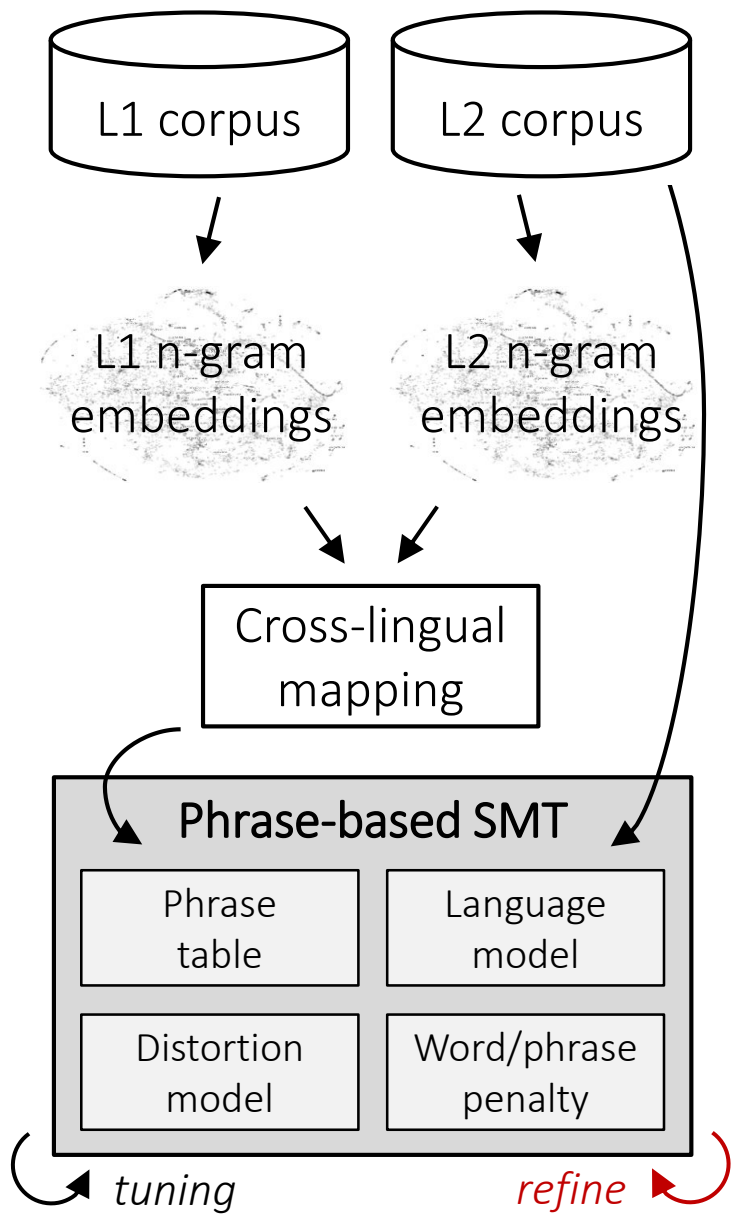 L1 corpus
L2 corpus
L1 n-gram
embeddings
L2 n-gram
embeddings
Cross-lingual
mapping
Phrase-based SMT
Phrase
table
Language
model
Distortion
model
Word/phrase
penalty
tuning
refine